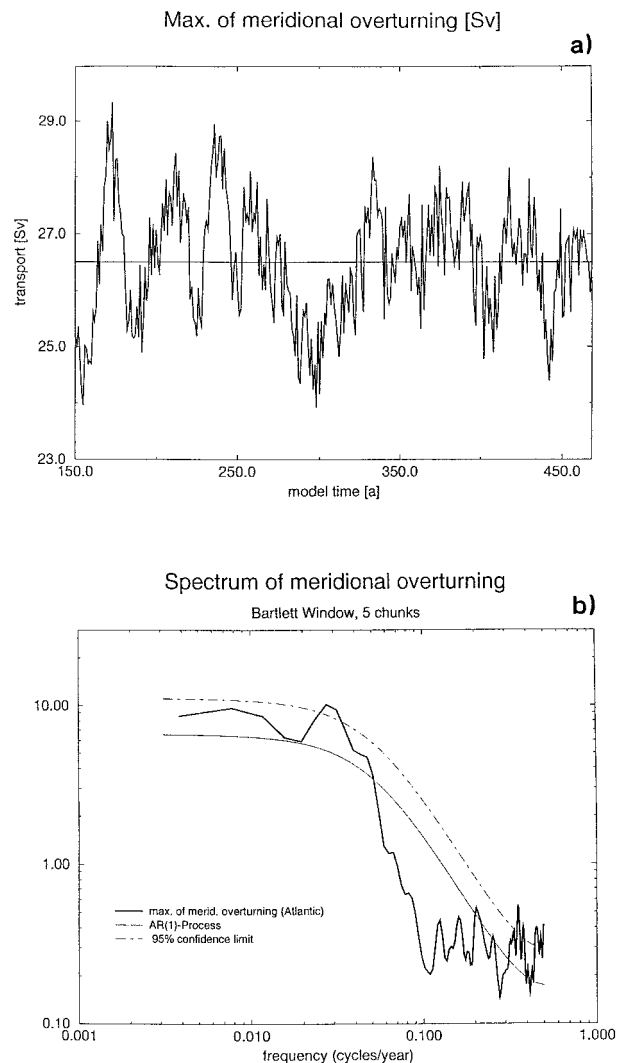 Max. of meridional overturning [Sv]
a)
transport [Sv]
29.0
27.0
25.0
23.0
150.0 250.0 350.0 450.0
model time [a]
Spectrum of meridional overturning
b)
Bartlett Window, 5 chunks
10.00
1.00
0.10
max. of merid. overturning (Atlantic)
AR(1)-Process
95% confidence limit
0.001 0.010 0.100 1.000
frequency (cycles/year)